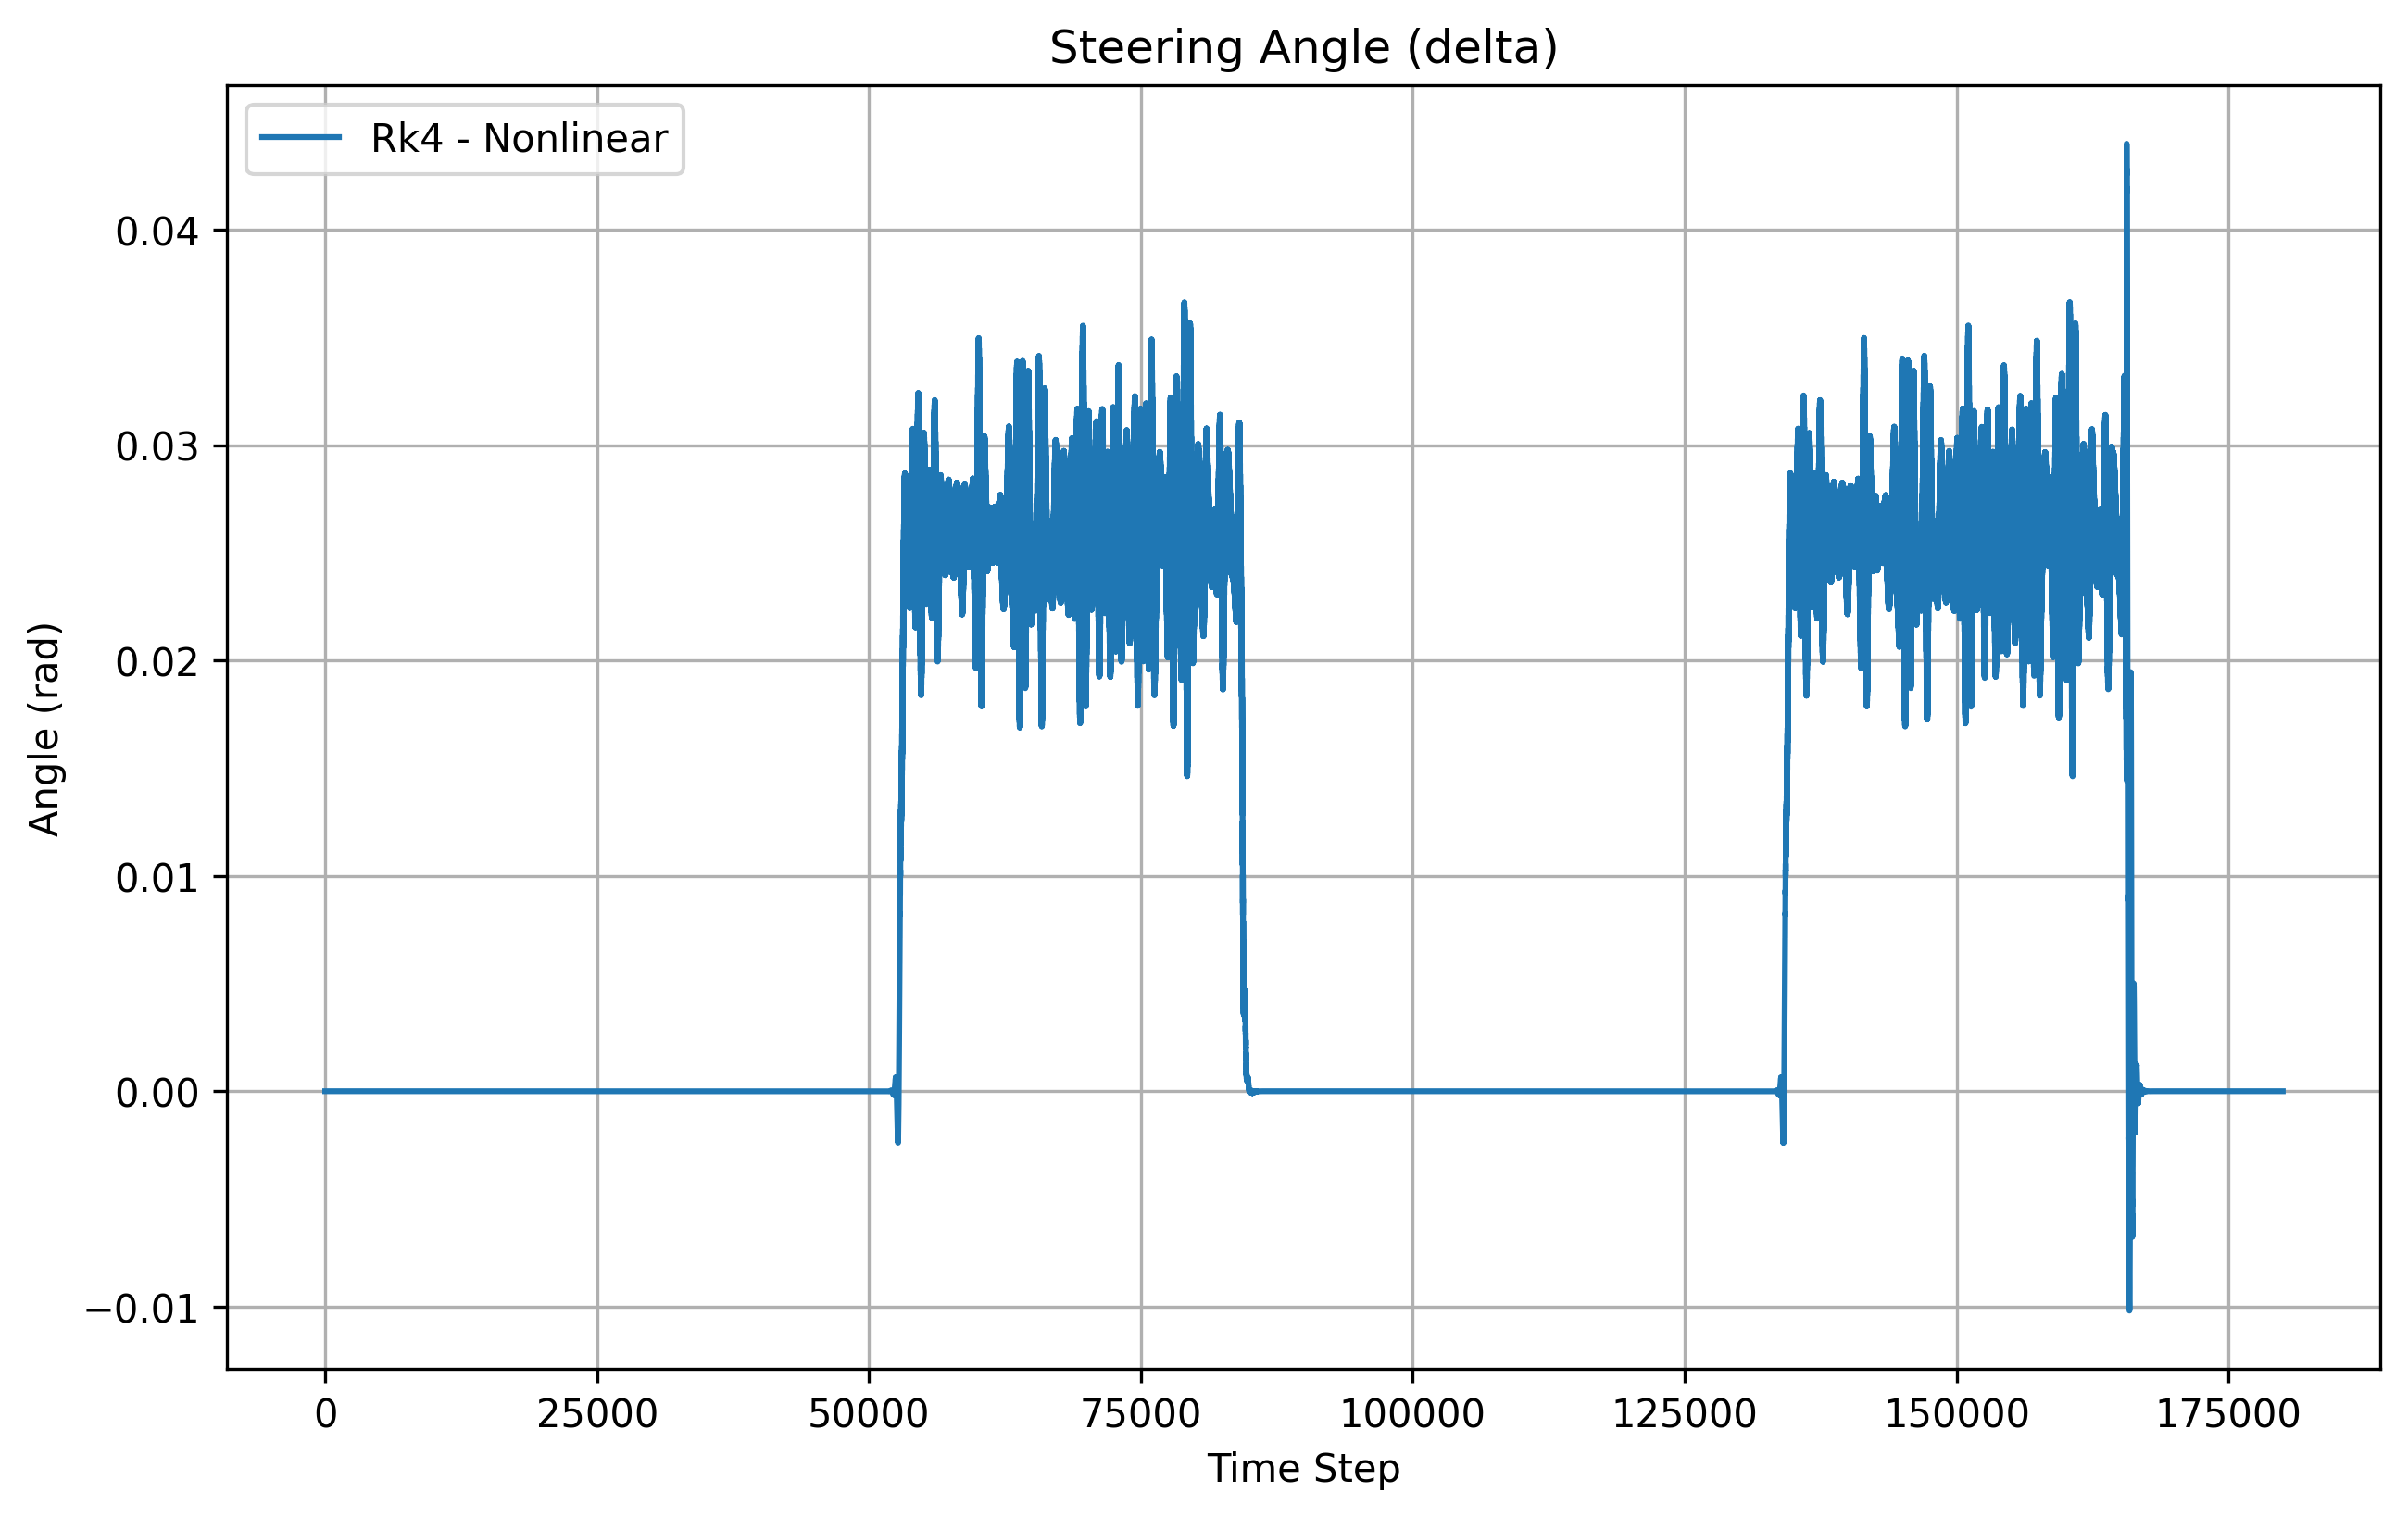 Steering Angle (delta)
Rk4 - Nonlinear
Angle (rad)
0.04
0.03
0.02
0.01
0.00
−0.01
0 25000 50000 75000 100000 125000 150000 175000
Time Step